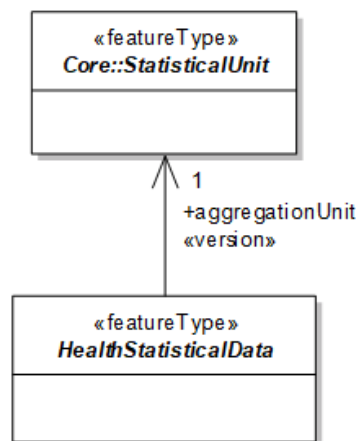 «featureType»
Core::StatisticalUnit
1
+aggregationUnit
«version»
«featureType»
HealthStatisticalData